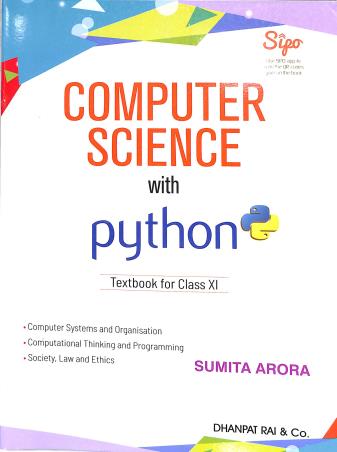 Sipo
COMPUTER
SCIENCE
with
python
Textbook for Class XI
• Computer Systems and Organisation
• Computational Thinking and Programming
• Society, Law and Ethics
SUMITA ARORA
DHANPAT RAI & Co.